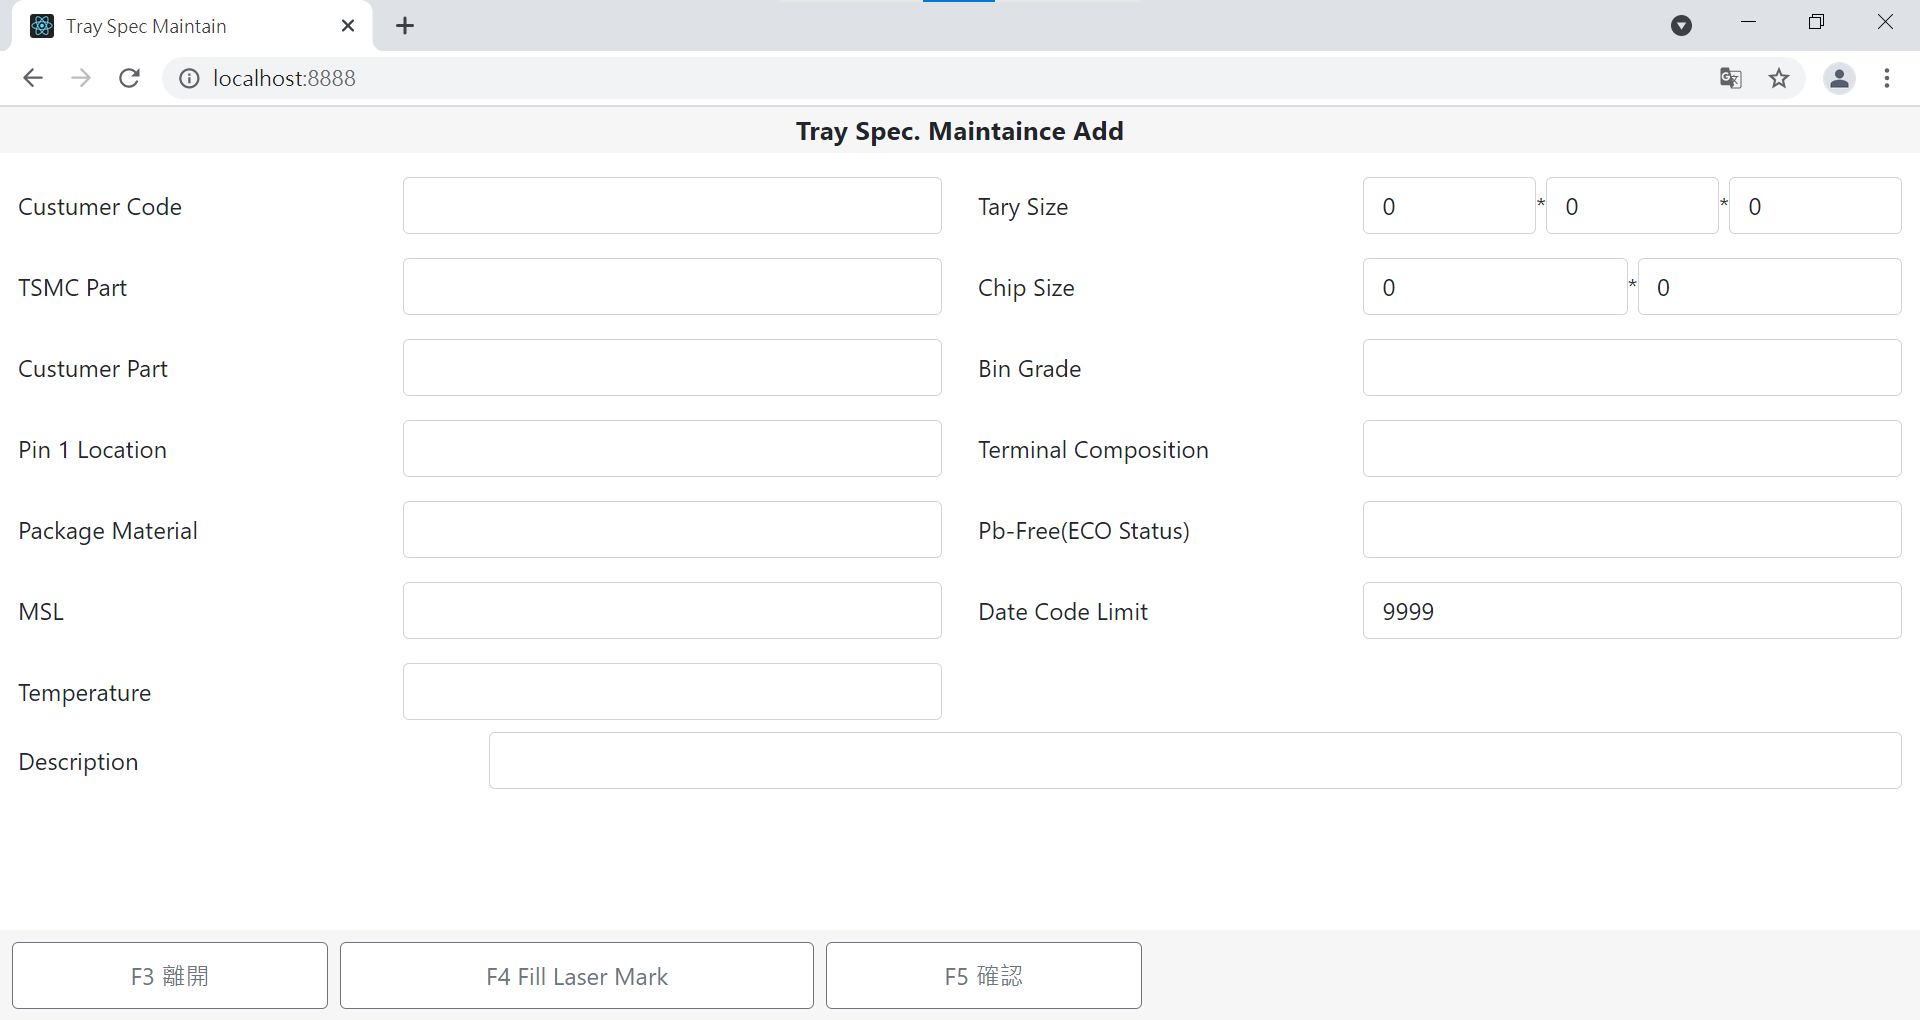 Tray Spec Maintain
localhost:8888
Tray Spec. Maintaince Add
Custumer Code
Tary Size
0 * 0 * 0
TSMC Part
Chip Size
0 * 0
Custumer Part
Bin Grade
Pin 1 Location
Terminal Composition
Package Material
Pb-Free(ECO Status)
MSL
Date Code Limit
9999
Temperature
Description
F3 離開
F4 Fill Laser Mark
F5 確認